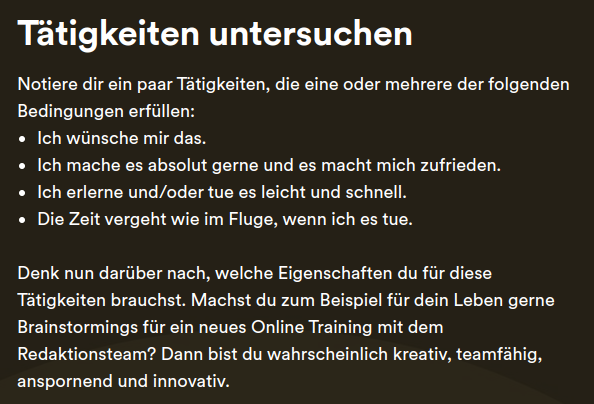 Tätigkeiten untersuchen
Notiere dir ein paar Tätigkeiten, die eine oder mehrere der folgenden
Bedingungen erfüllen:
• Ich wünsche mir das.
• Ich mache es absolut gerne und es macht mich zufrieden.
• Ich erlerne und/oder tue es leicht und schnell.
• Die Zeit vergeht wie im Fluge, wenn ich es tue.
Denk nun darüber nach, welche Eigenschaften du für diese
Tätigkeiten brauchst. Machst du zum Beispiel für dein Leben gerne
Brainstormings für ein neues Online Training mit dem
Redaktionsteam? Dann bist du wahrscheinlich kreativ, teamfähig,
anspornend und innovativ.